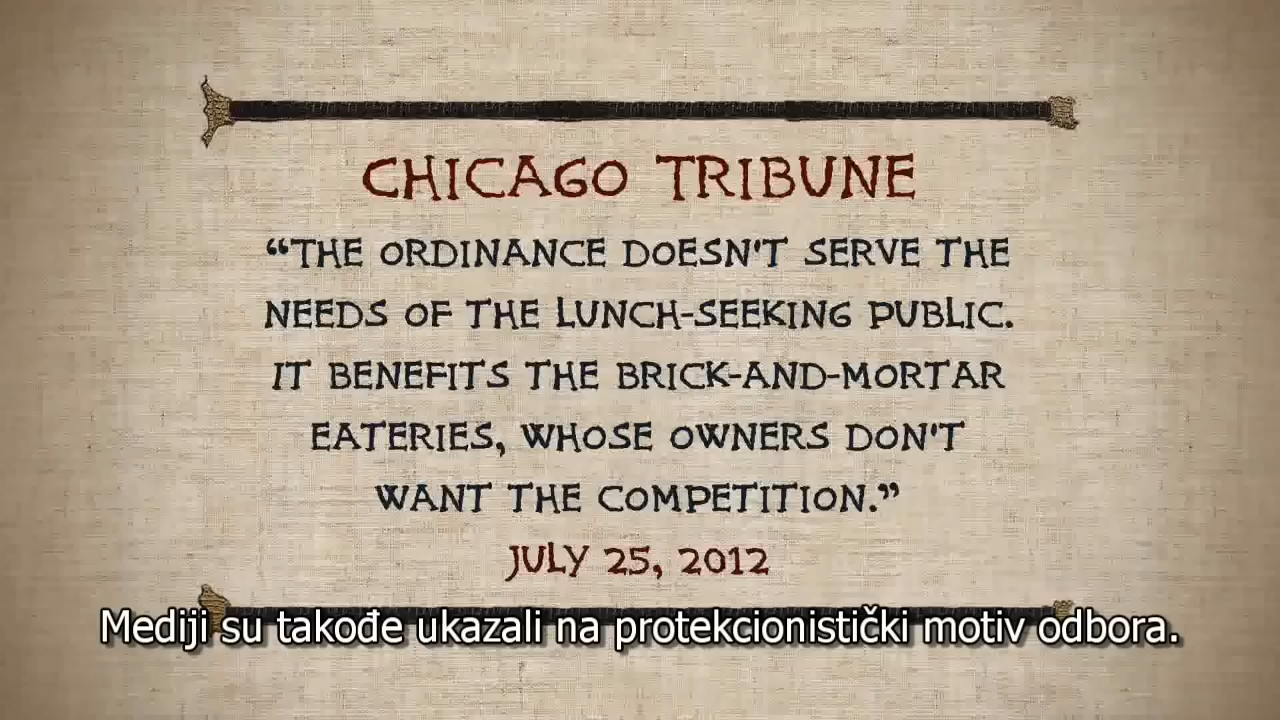 CHICAGO TRIBUNE
“THE ORDINANCE DOESN'T SERVE THE
NEEDS OF THE LUNCH-SEEKING PUBLIC.
IT BENEFITS THE BRICK-AND-MORTAR
EATERIES, WHOSE OWNERS DON'T
WANT THE COMPETITION.”
JULY 25, 2012
Mediji su takođe ukazali na protekcionistički motiv odbora.